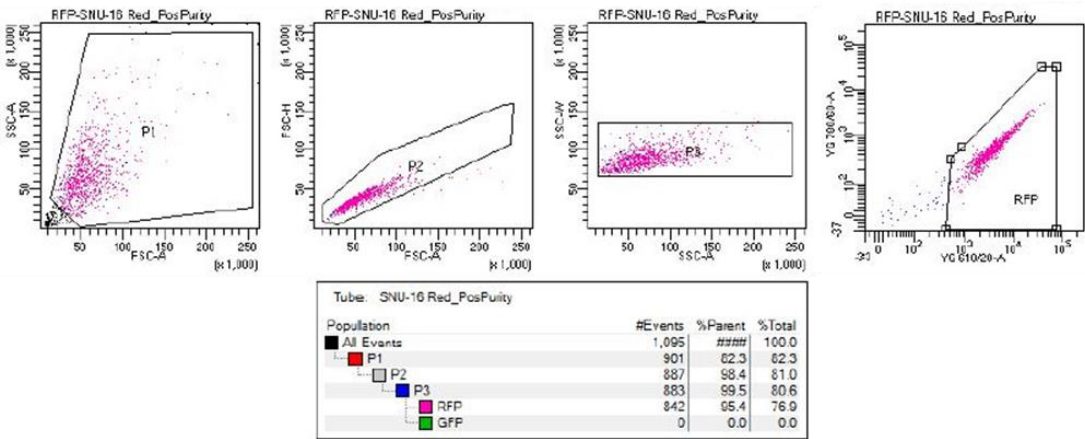 RFP-SNU-16 Red_PosPurity
SSC-A
(x 1,000)
50 100 150 200 250
P1
50 100 150 200 250
FSC-A
(x 1,000)
RFP-SNU-16 Red_PosPurity
FSC-H
(x 1,000)
50 100 150 200 250
P2
50 100 150 200 250
FSC-A
(x 1,000)
RFP-SNU-16 Red_PosPurity
SSC-W
(x 1,000)
50 100 150 200 250
P3
50 100 150 200 250
SSC-A
(x 1,000)
RFP-SNU-16 Red_PosPurity
YG 780/60-A
-37 0 10^2 10^3 10^4 10^5
RFP
0 10^2 10^3 10^4 10^5
YG 610/20-A
Tube: SNU-16 Red_PosPurity
Population #Events %Parent %Total
All Events 1,095 #### 100.0
P1 901 82.3 82.3
P2 887 98.4 81.0
P3 883 99.5 80.6
RFP 842 95.4 76.9
GFP 0 0.0 0.0